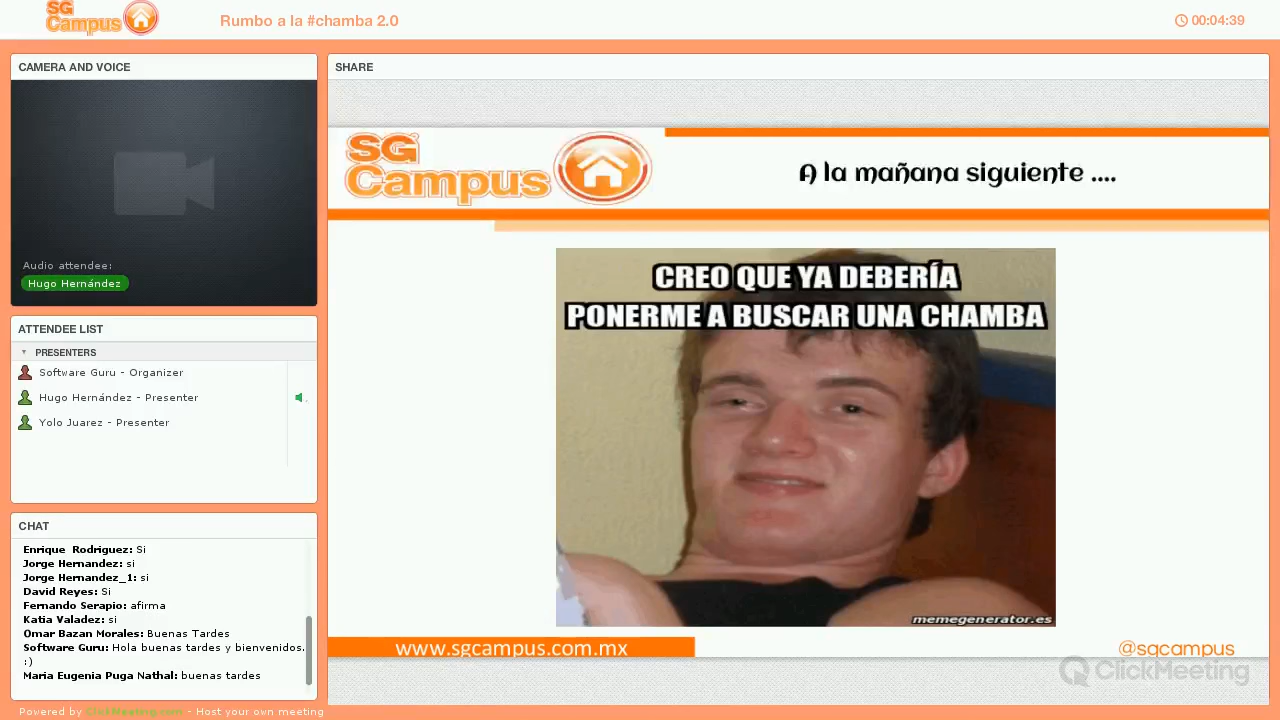 SG
Campus
Rumbo a la #chamba 2.0
00:04:39
CAMERA AND VOICE
Audio attendee:
Hugo Hernández
ATTENDEE LIST
PRESENTERS
Software Guru - Organizer
Hugo Hernández - Presenter
Yolo Juarez - Presenter
CHAT
Enrique Rodriguez: Si
Jorge Hernandez: si
Jorge Hernandez_1: si
David Reyes: Si
Fernando Serapio: afirma
Katia Valadez: si
Omar Bazan Morales: Buenas Tardes
Software Guru: Hola buenas tardes y bienvenidos.
:)
Maria Eugenia Puga Nathal: buenas tardes
Powered by ClickMeeting.com - Host your own meeting
SHARE
SG
Campus
A la mañana siguiente ....
CREO QUE YA DEBERÍA
PONERME A BUSCAR UNA CHAMBA
memegenerator.es
www.sgcampus.com.mx
@sgcampus
ClickMeeting